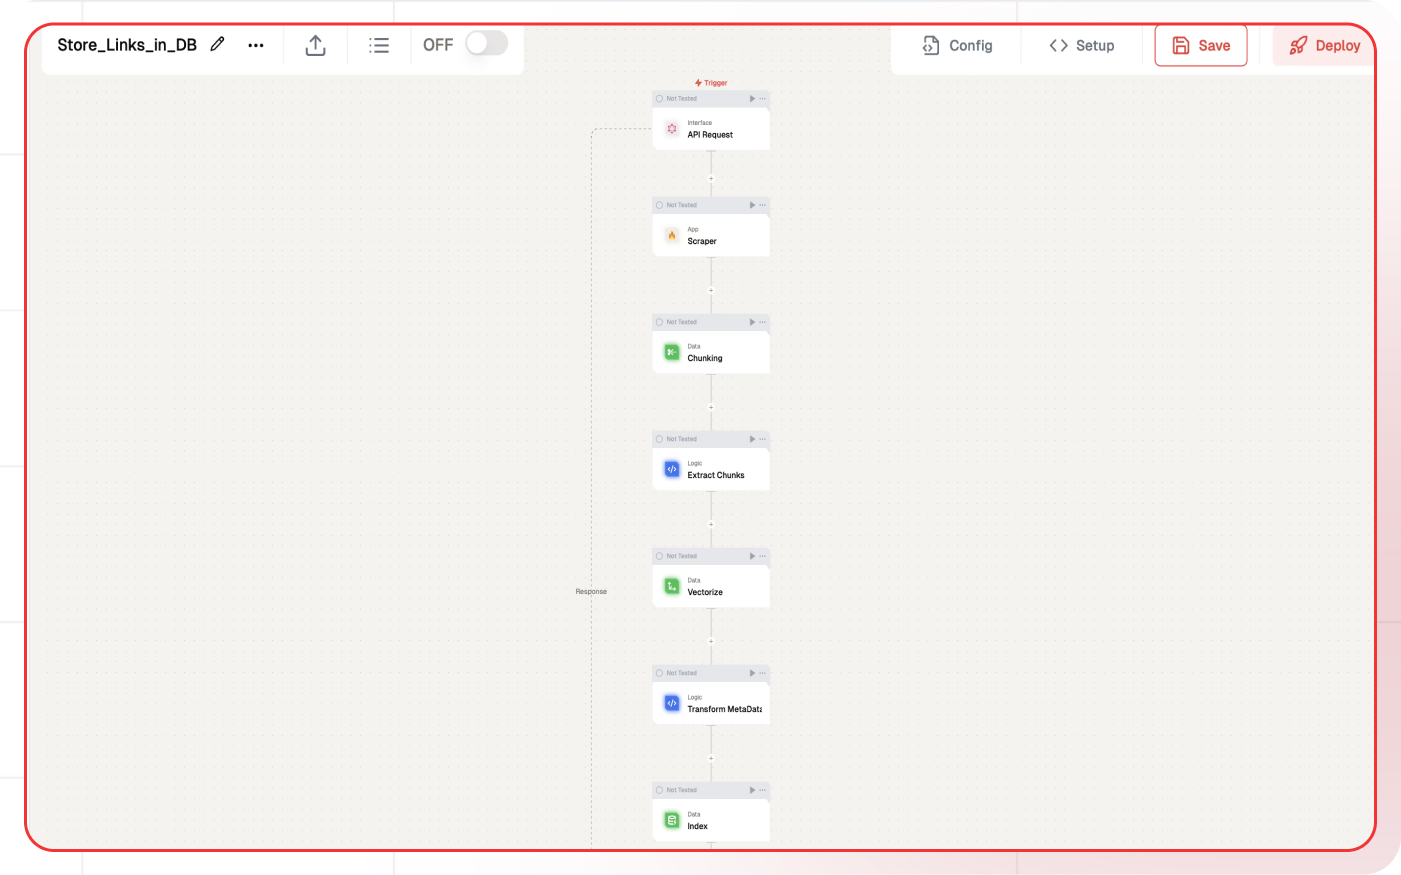 Store_Links_in_DB
OFF
Config
Setup
Save
Deploy
Trigger
Not Tested
Interface
API Request
Not Tested
App
Scraper
Not Tested
Data
Chunking
Not Tested
Logic
Extract Chunks
Not Tested
Data
Vectorize
Response
Not Tested
Logic
Transform MetaData
Not Tested
Data
Index